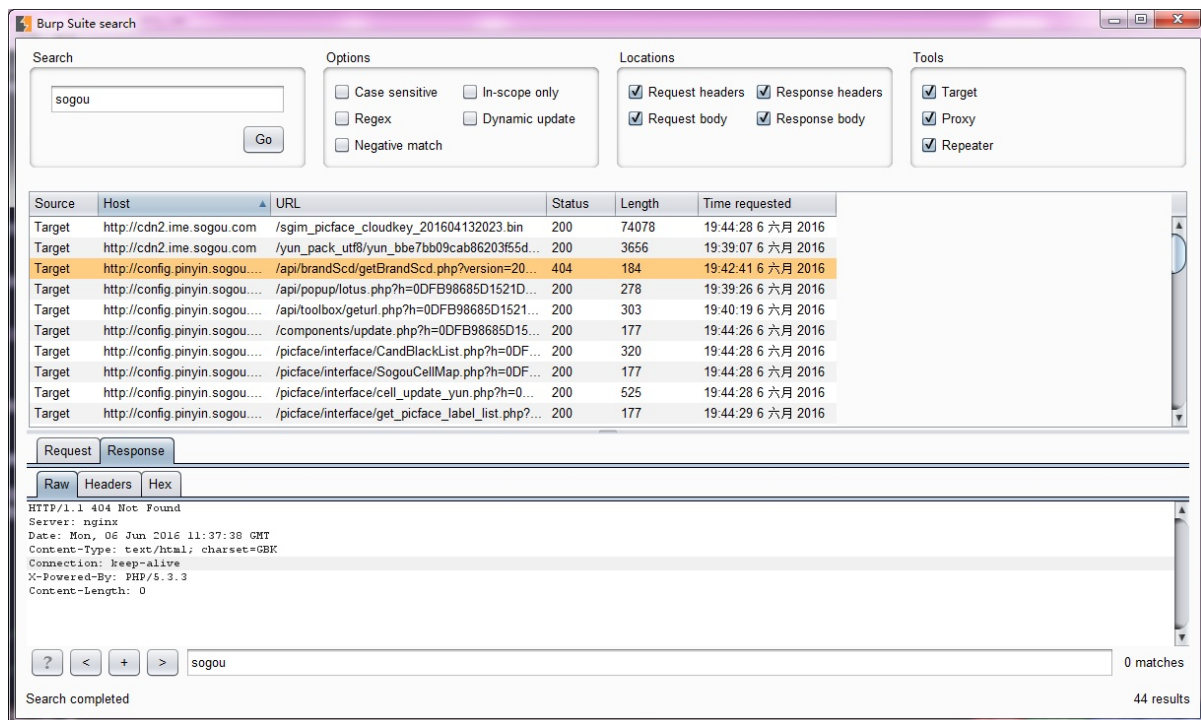 Burp Suite search
Search
Options
Locations
Tools
sogou
Go
Case sensitive
In-scope only
Regex
Dynamic update
Negative match
Request headers
Response headers
Request body
Response body
Target
Proxy
Repeater
Source Host URL Status Length Time requested
Target http://cdn2.ime.sogou.com /sgim_picface_cloudkey_201604132023.bin 200 74078 19:44:28 6 六月 2016
Target http://cdn2.ime.sogou.com /yun_pack_utf8/yun_bbe7bb09cab86203f55d... 200 3656 19:39:07 6 六月 2016
Target http://config.pinyin.sogou.... /api/brandScd/getBrandScd.php?version=20... 404 184 19:42:41 6 六月 2016
Target http://config.pinyin.sogou.... /api/popup/lotus.php?h=0DFB98685D1521D... 200 278 19:39:26 6 六月 2016
Target http://config.pinyin.sogou.... /api/toolbox/geturl.php?h=0DFB98685D1521... 200 303 19:40:19 6 六月 2016
Target http://config.pinyin.sogou.... /components/update.php?h=0DFB98685D15... 200 177 19:44:26 6 六月 2016
Target http://config.pinyin.sogou.... /picface/interface/CandBlackList.php?h=0DF... 200 320 19:44:28 6 六月 2016
Target http://config.pinyin.sogou.... /picface/interface/SogouCellMap.php?h=0DF... 200 177 19:44:28 6 六月 2016
Target http://config.pinyin.sogou.... /picface/interface/cell_update_yun.php?h=0... 200 525 19:44:28 6 六月 2016
Target http://config.pinyin.sogou.... /picface/interface/get_picface_label_list.php?... 200 177 19:44:29 6 六月 2016
Request Response
Raw Headers Hex
HTTP/1.1 404 Not Found
Server: nginx
Date: Mon, 06 Jun 2016 11:37:38 GMT
Content-Type: text/html; charset=GBK
Connection: keep-alive
X-Powered-By: PHP/5.3.3
Content-Length: 0
? < + > sogou 0 matches
Search completed 44 results